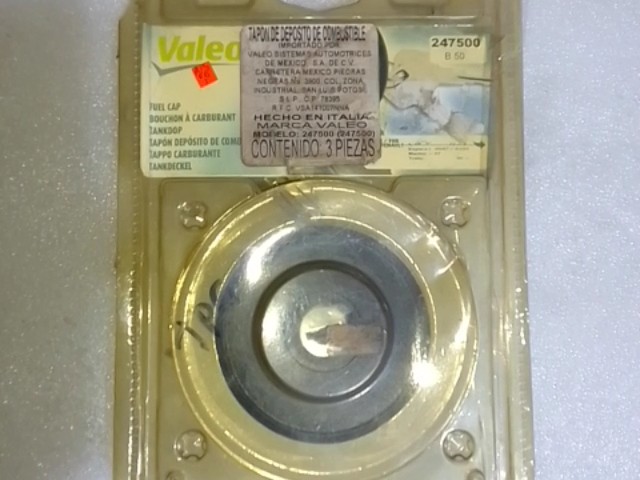 Valeo
TAPON DE DEPOSITO DE COMBUSTIBLE
IMPORTADO POR
VALEO SISTEMAS AUTOMOTRICES
DE MEXICO, S.A. DE C.V.
CARRETERA MEXICO PIEDRAS
NEGRAS No. 3800 COL. ZONA
INDUSTRIAL, SAN LUIS POTOSI
S.L.P. C.P. 78395
R.F.C.
HECHO EN ITALIA
MARCA VALEO
MODELO: 247500 (247500)
CONTENIDO: 3 PIEZAS
247500
B 50
FUEL CAP
BOUCHON À CARBURANT
TANKDOP
TAPÓN DEPÓSITO DE COMB
TAPPO CARBURANTE
TANKDECKEL